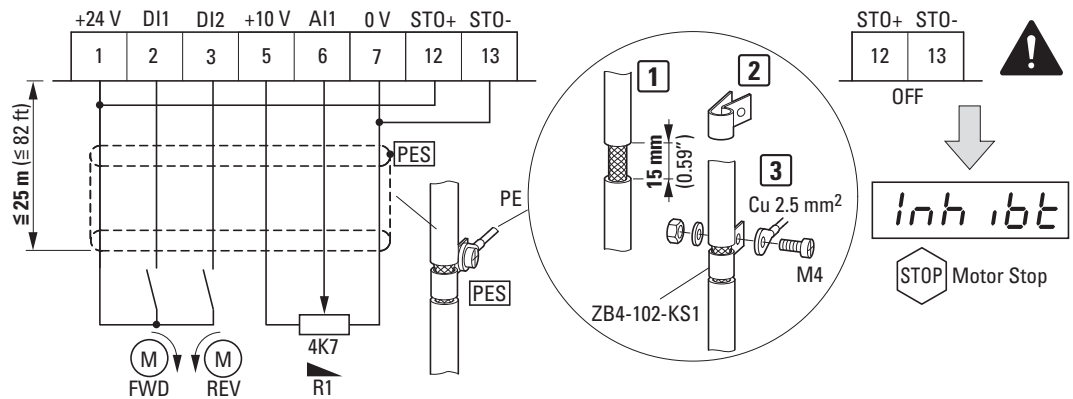 +24 V DI1 DI2 +10 V AI1 0 V STO+ STO-
1 2 3 5 6 7 12 13
≦ 25 m (≦ 82 ft)
PES
PE
PES
4K7
R1
M M
FWD REV
1
2
15 mm
(0.59″)
3
Cu 2.5 mm²
M4
ZB4-102-KS1
STO+ STO-
12 13
OFF
!
Inhibt
STOP Motor Stop